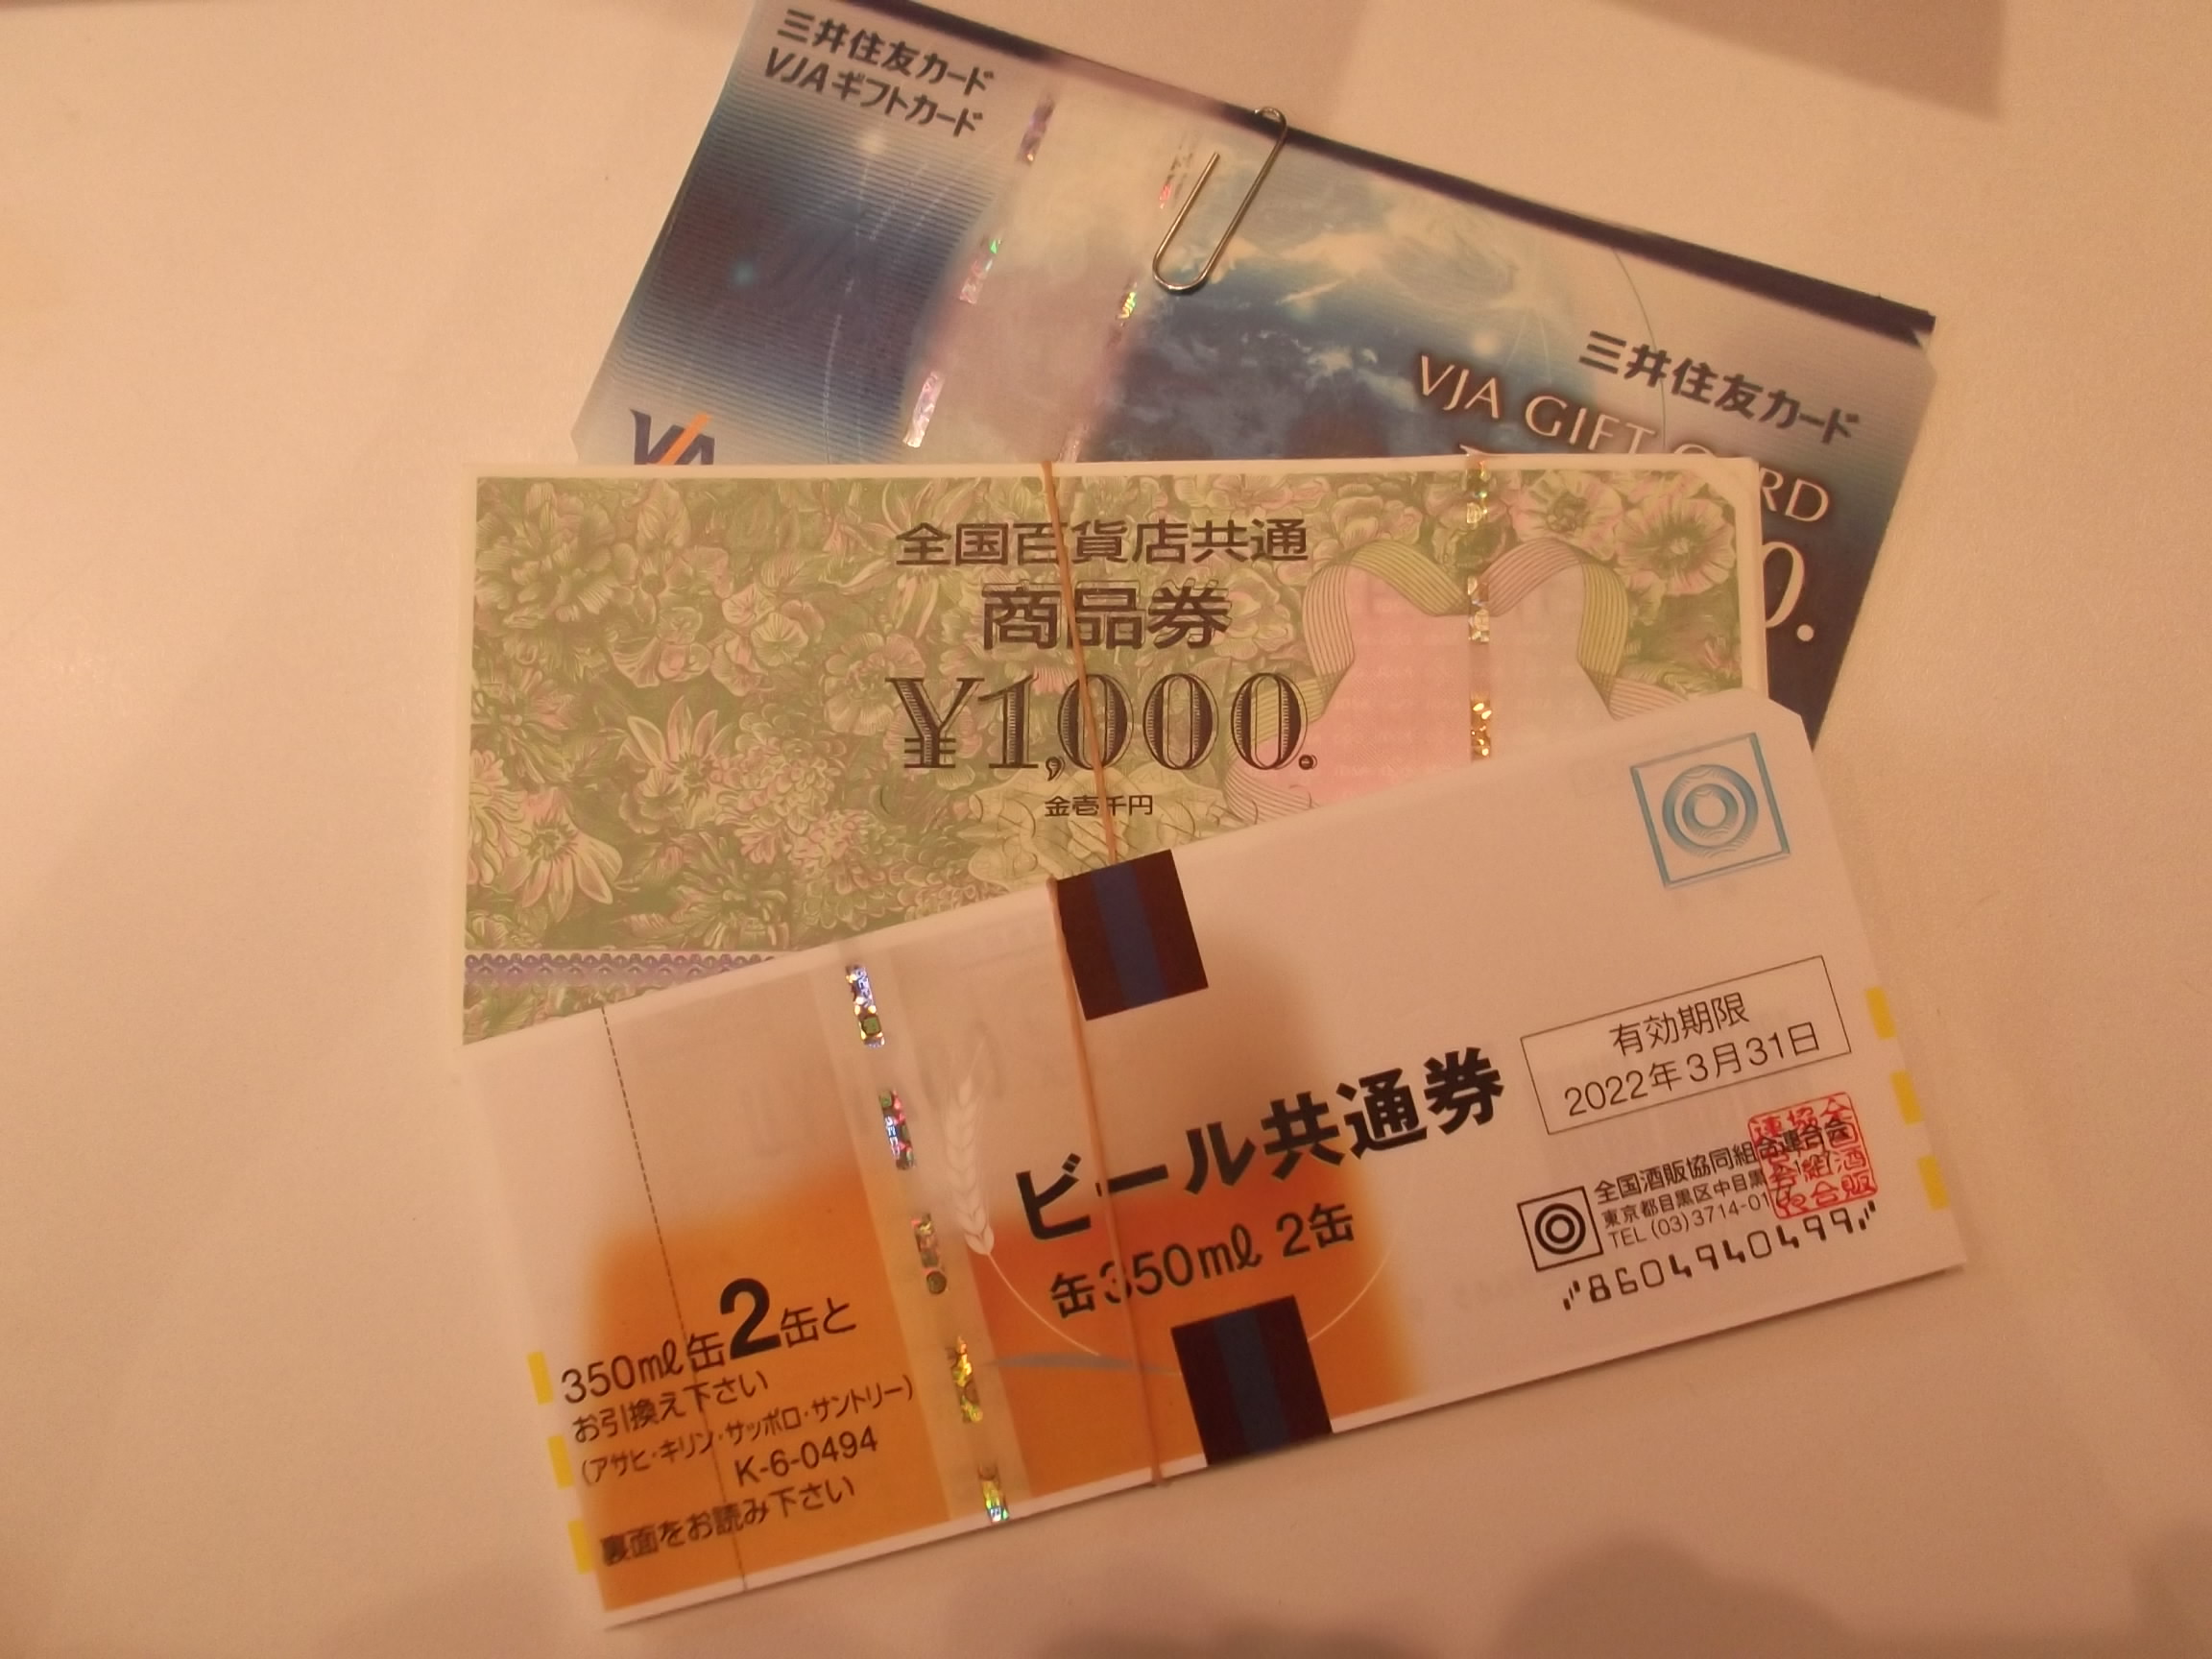 三井住友カード
VJAギフトカード
VJA
三井住友カード
VJA GIFT CARD
0.
全国百貨店共通
商品券
¥1,000.
金壱千円
有効期限
2022年3月31日
ビール共通券
缶350ml 2缶
全国酒販協同組合連合会
東京都目黒区中目黒
TEL (03)3714-01
8604940499
350ml缶2缶と
お引換え下さい
(アサヒ・キリン・サッポロ・サントリー)
K-6-0494
裏面をお読み下さい